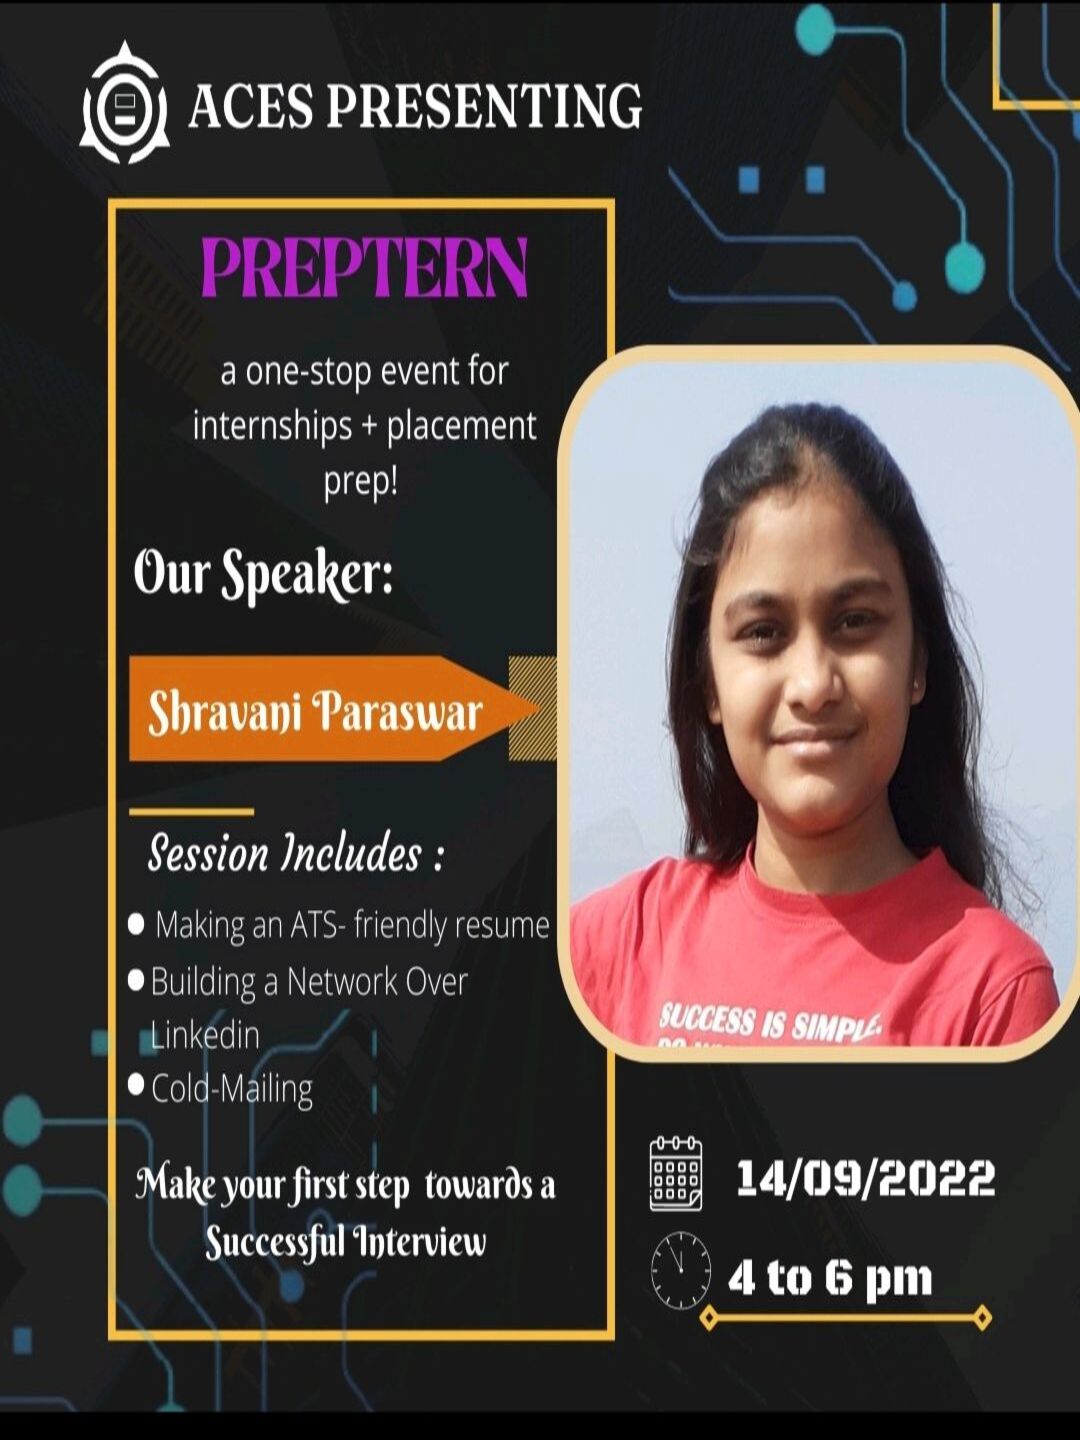 ACES PRESENTING
PREPTERN
a one-stop event for
internships + placement
prep!
Our Speaker:
Shravani Paraswar
Session Includes :
Making an ATS- friendly resume
Building a Network Over
Linkedin
Cold-Mailing
Make your first step towards a
Successful Interview
SUCCESS IS SIMPLE.
14/09/2022
4 to 6 pm